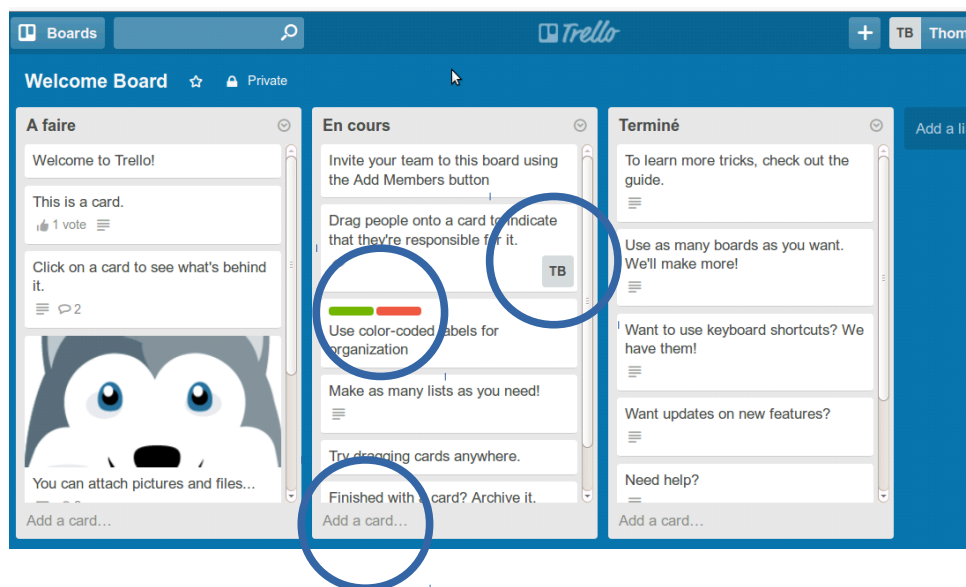 Boards
Trello
+
TB Thom
Welcome Board Private
A faire
Welcome to Trello!
This is a card.
1 vote
Click on a card to see what's behind
it.
2
You can attach pictures and files...
Add a card…
En cours
Invite your team to this board using
the Add Members button
Drag people onto a card to indicate
that they're responsible for it.
TB
Use color-coded labels for
organization
Make as many lists as you need!
Try dragging cards anywhere.
Finished with a card? Archive it.
Add a card…
Terminé
To learn more tricks, check out the
guide.
Use as many boards as you want.
We'll make more!
Want to use keyboard shortcuts? We
have them!
Want updates on new features?
Need help?
Add a card…
Add a li